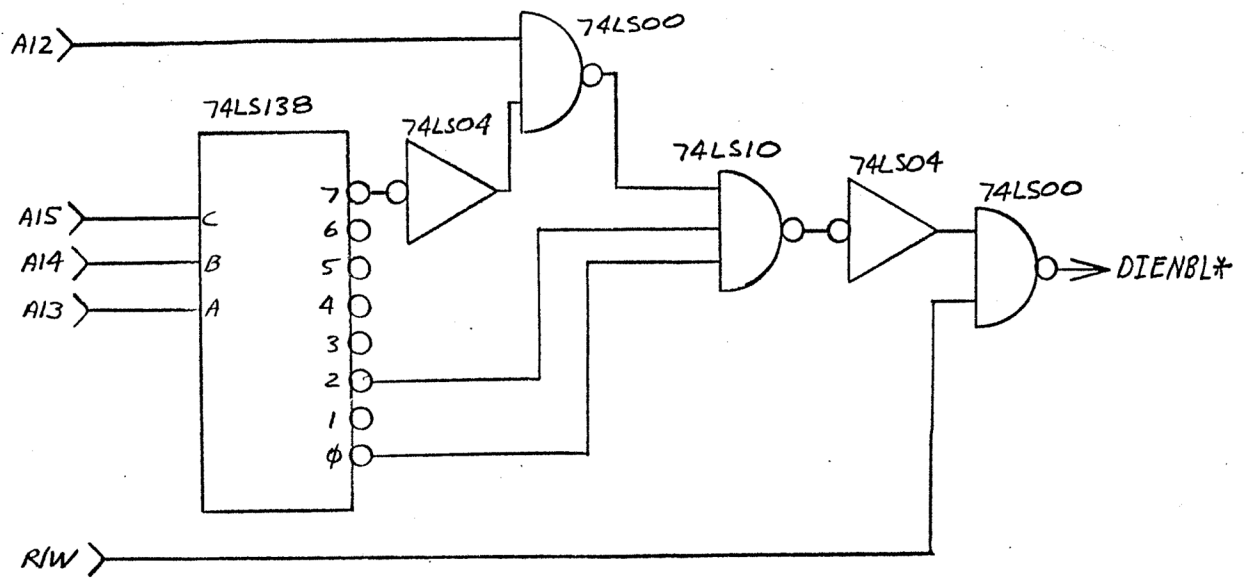 A12
74LS00
74LS138
74LS04
74LS10
74LS04
74LS00
7
6
5
4
3
2
1
φ
A15
C
A14
B
A13
A
DIENBL*
R/W